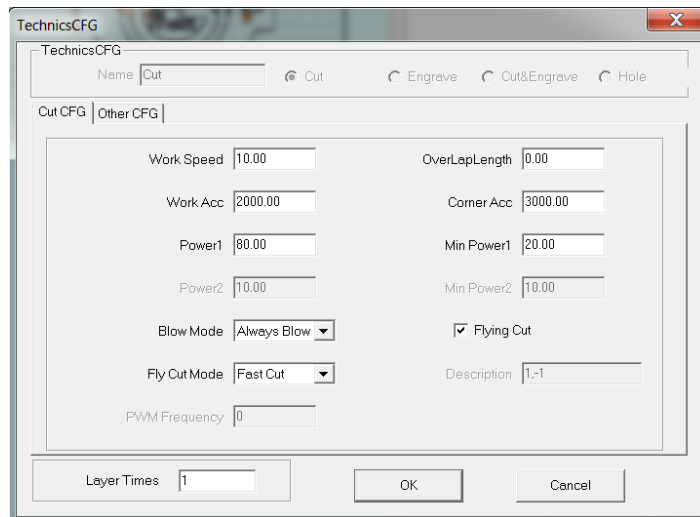 TechnicsCFG
TechnicsCFG
Name Cut Cut Engrave Cut&Engrave Hole
Cut CFG Other CFG
Work Speed 10.00 OverLapLength 0.00
Work Acc 2000.00 Corner Acc 3000.00
Power1 80.00 Min Power1 20.00
Power2 10.00 Min Power2 10.00
Blow Mode Always Blow Flying Cut
Fly Cut Mode Fast Cut Description 1,-1
PWM Frequency 0
Layer Times 1 OK Cancel